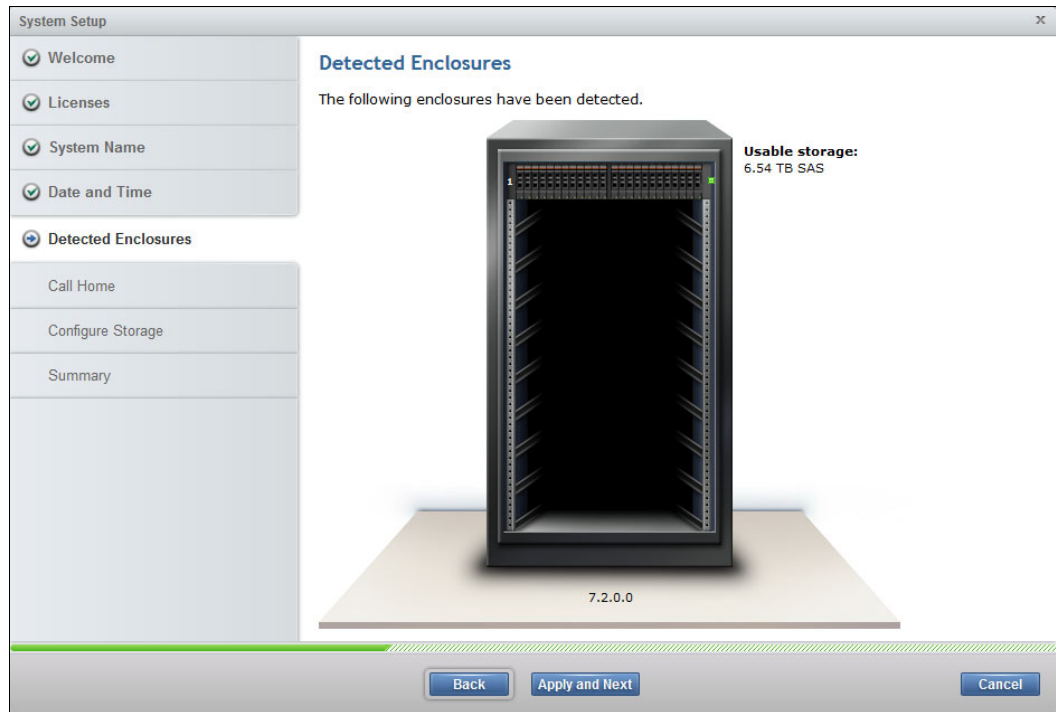 System Setup
x
Welcome
Licenses
System Name
Date and Time
Detected Enclosures
Call Home
Configure Storage
Summary
Detected Enclosures
The following enclosures have been detected.
1
Usable storage:
6.54 TB SAS
7.2.0.0
Back
Apply and Next
Cancel